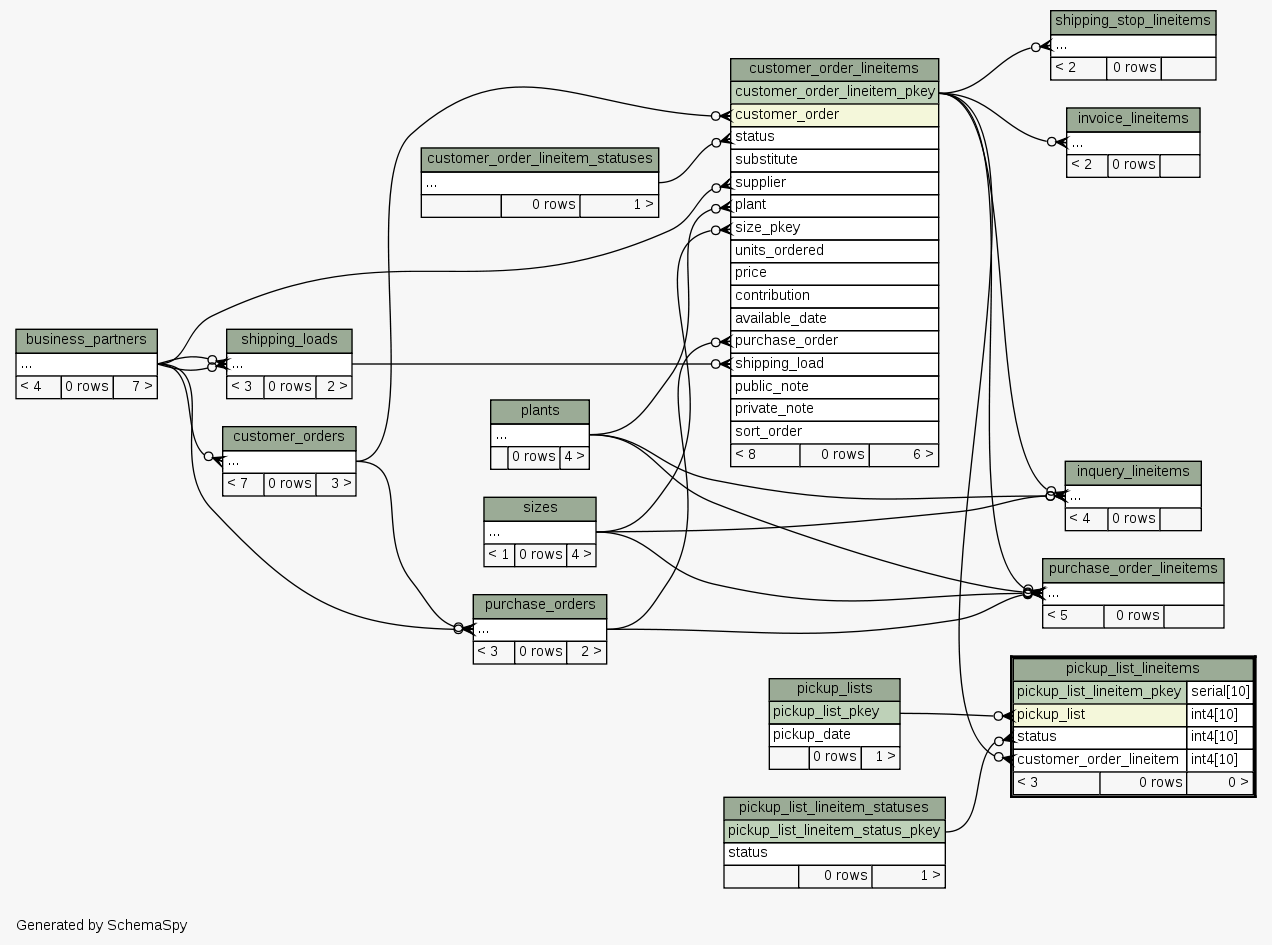 shipping_stop_lineitems
...
< 2 0 rows
customer_order_lineitems
customer_order_lineitem_pkey
customer_order
status
substitute
supplier
plant
size_pkey
units_ordered
price
contribution
available_date
purchase_order
shipping_load
public_note
private_note
sort_order
< 8 0 rows 6 >
invoice_lineitems
...
< 2 0 rows
customer_order_lineitem_statuses
...
0 rows 1 >
business_partners
...
< 4 0 rows 7 >
shipping_loads
...
< 3 0 rows 2 >
customer_orders
...
< 7 0 rows 3 >
plants
...
0 rows 4 >
sizes
...
< 1 0 rows 4 >
purchase_orders
...
< 3 0 rows 2 >
inquery_lineitems
...
< 4 0 rows
purchase_order_lineitems
...
< 5 0 rows
pickup_list_lineitems
pickup_list_lineitem_pkey serial[10]
pickup_list int4[10]
status int4[10]
customer_order_lineitem int4[10]
< 3 0 rows 0 >
pickup_lists
pickup_list_pkey
pickup_date
0 rows 1 >
pickup_list_lineitem_statuses
pickup_list_lineitem_status_pkey
status
0 rows 1 >
Generated by SchemaSpy